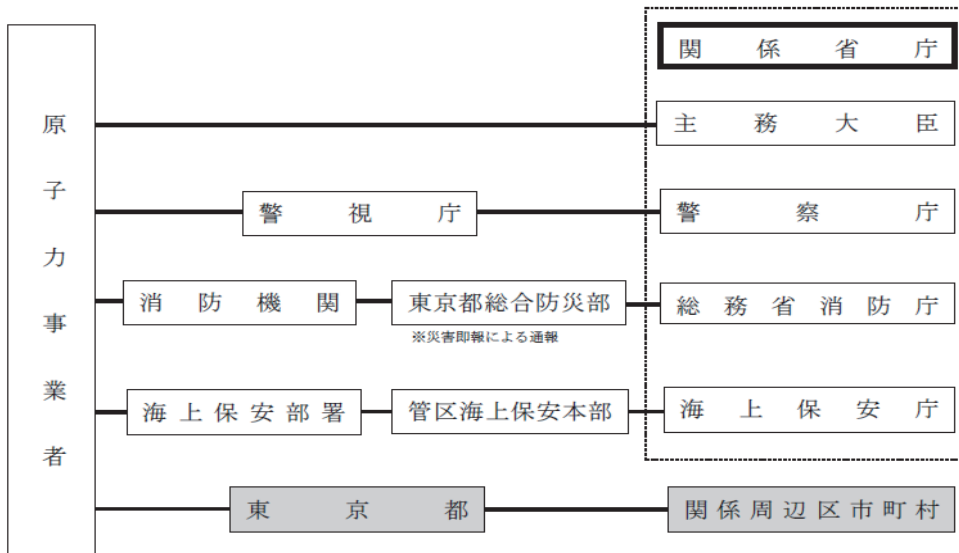 関係省庁
原子力事業者
主務大臣
警視庁
警察庁
消防機関
東京都総合防災部
総務省消防庁
※災害即報による通報
海上保安部署
管区海上保安本部
海上保安庁
東京都
関係周辺区市町村